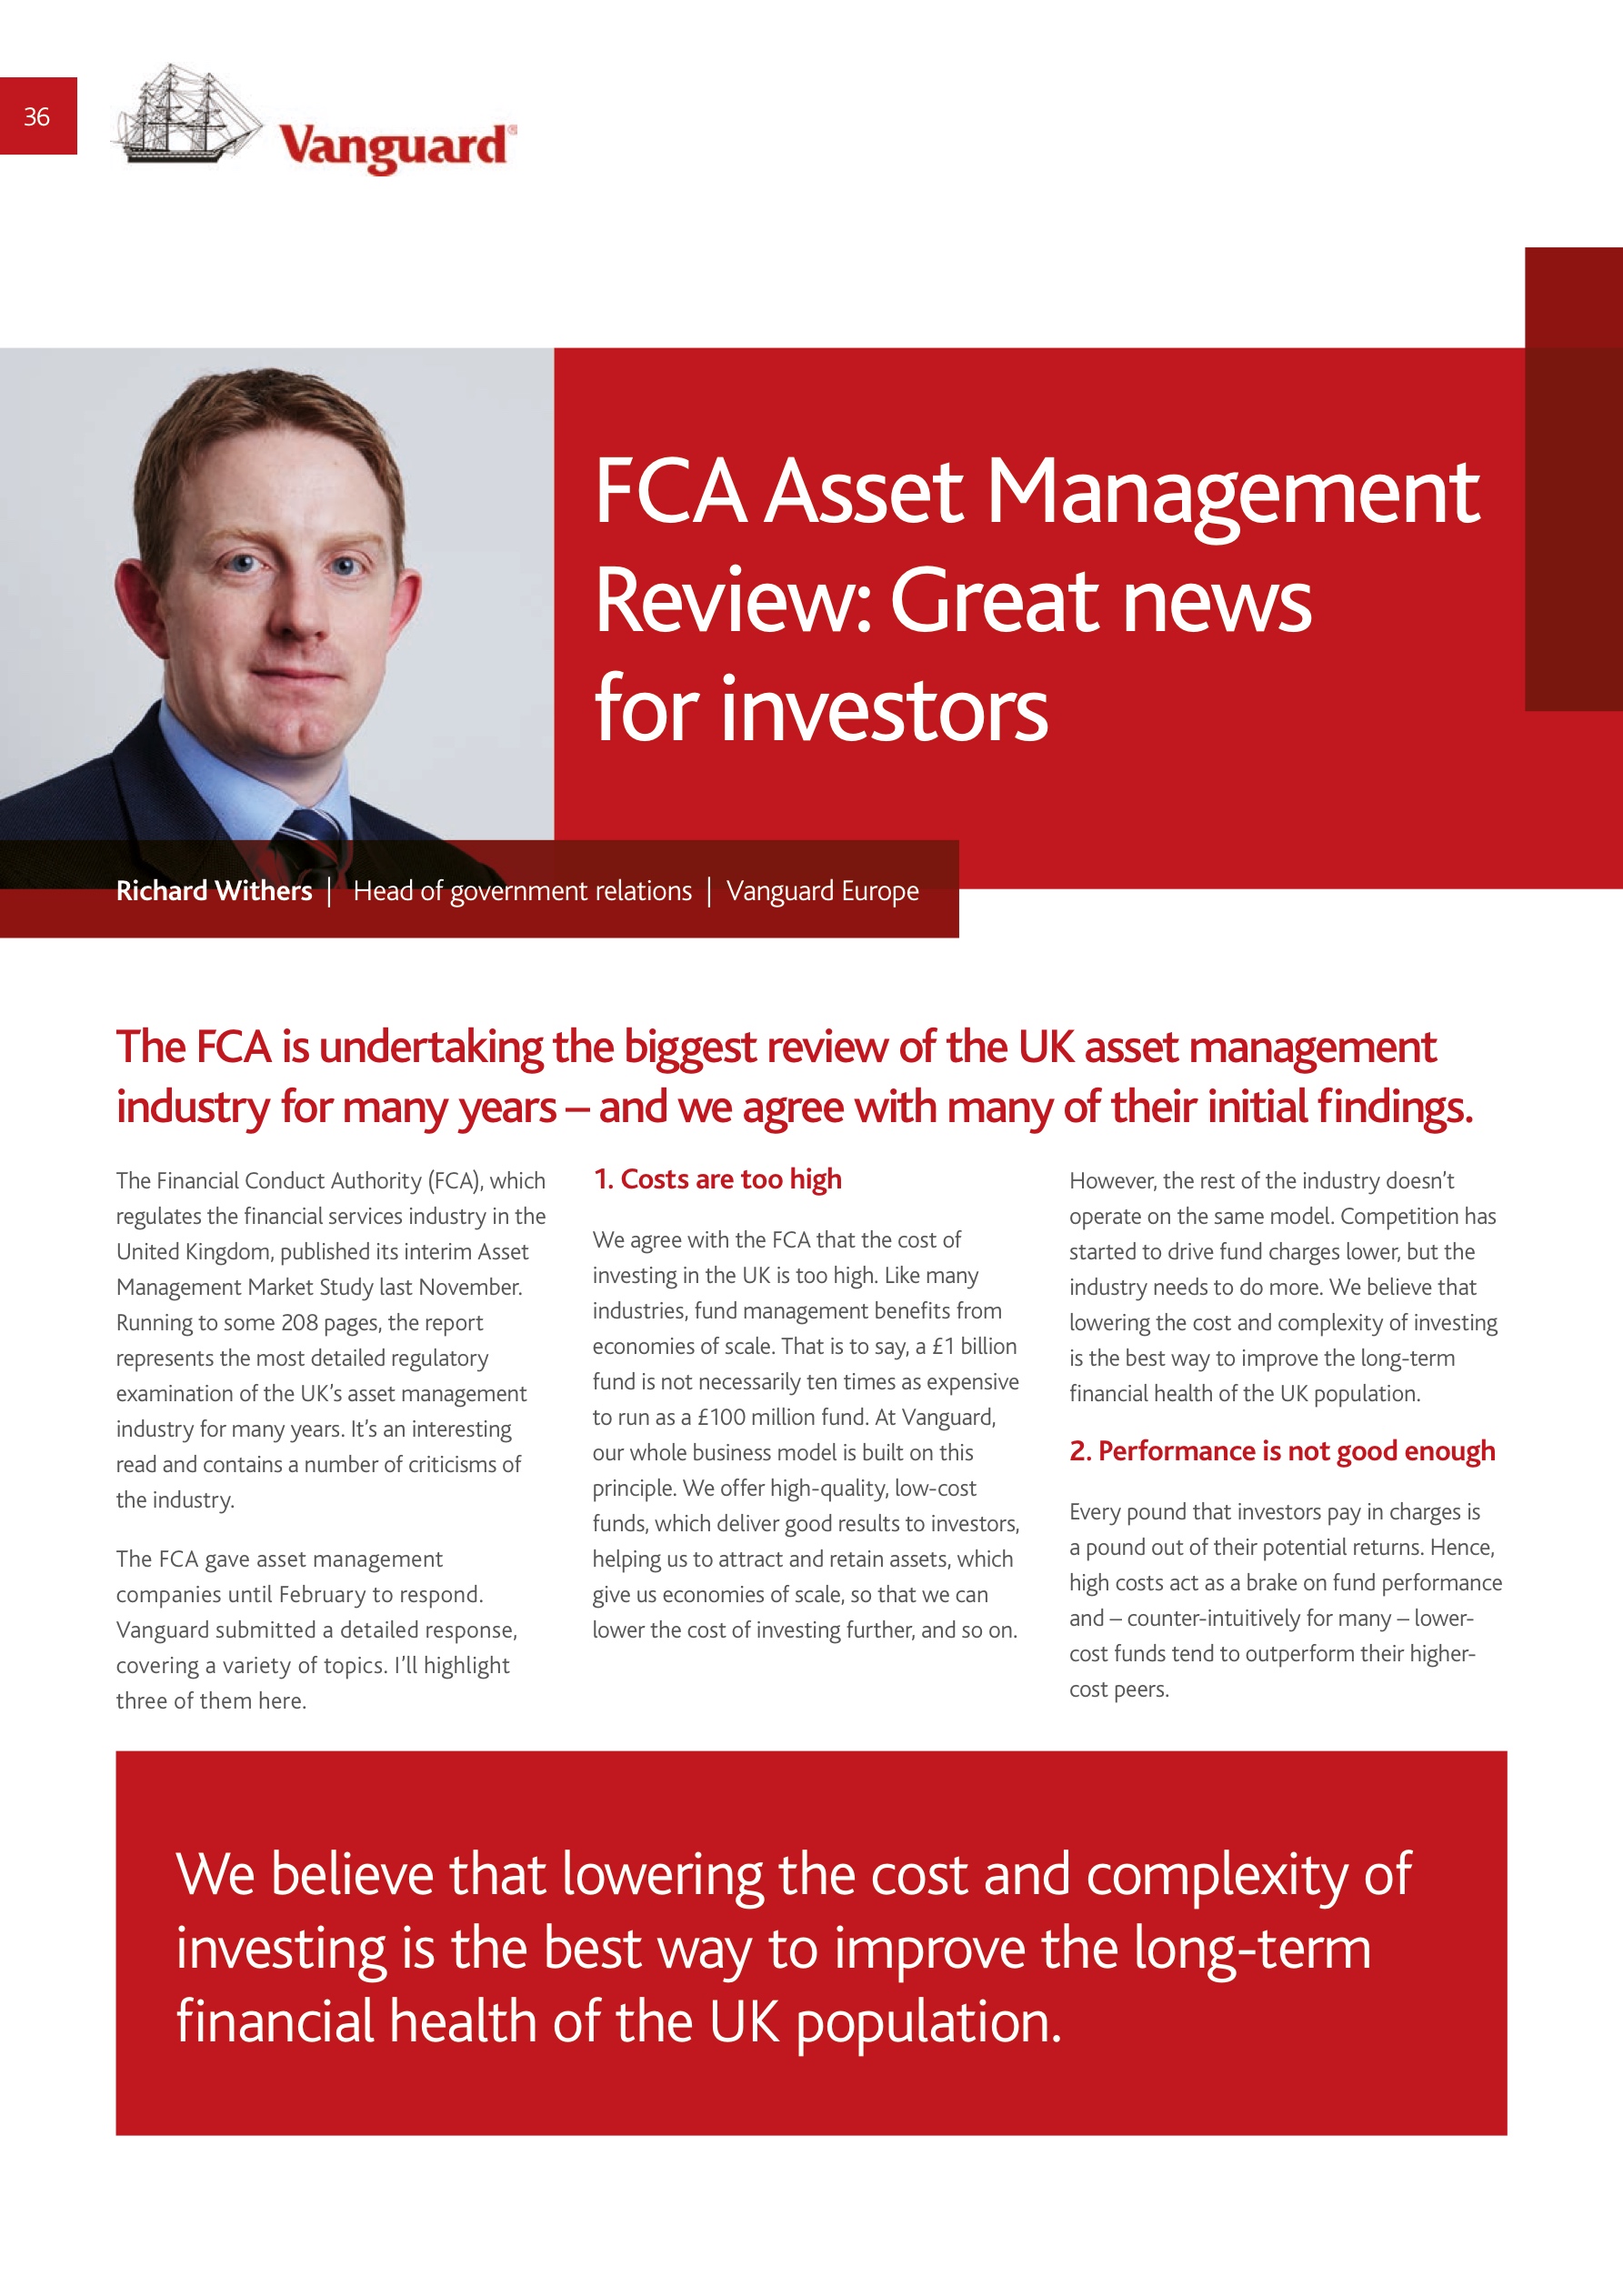 36
Vanguard®
FCA Asset Management
Review: Great news
for investors
Richard Withers | Head of government relations | Vanguard Europe
The FCA is undertaking the biggest review of the UK asset management
industry for many years – and we agree with many of their initial findings.
The Financial Conduct Authority (FCA), which
regulates the financial services industry in the
United Kingdom, published its interim Asset
Management Market Study last November.
Running to some 208 pages, the report
represents the most detailed regulatory
examination of the UK’s asset management
industry for many years. It’s an interesting
read and contains a number of criticisms of
the industry.
The FCA gave asset management
companies until February to respond.
Vanguard submitted a detailed response,
covering a variety of topics. I’ll highlight
three of them here.
1. Costs are too high
We agree with the FCA that the cost of
investing in the UK is too high. Like many
industries, fund management benefits from
economies of scale. That is to say, a £1 billion
fund is not necessarily ten times as expensive
to run as a £100 million fund. At Vanguard,
our whole business model is built on this
principle. We offer high-quality, low-cost
funds, which deliver good results to investors,
helping us to attract and retain assets, which
give us economies of scale, so that we can
lower the cost of investing further, and so on.
However, the rest of the industry doesn’t
operate on the same model. Competition has
started to drive fund charges lower, but the
industry needs to do more. We believe that
lowering the cost and complexity of investing
is the best way to improve the long-term
financial health of the UK population.
2. Performance is not good enough
Every pound that investors pay in charges is
a pound out of their potential returns. Hence,
high costs act as a brake on fund performance
and – counter-intuitively for many – lower-
cost funds tend to outperform their higher-
cost peers.
We believe that lowering the cost and complexity of
investing is the best way to improve the long-term
financial health of the UK population.